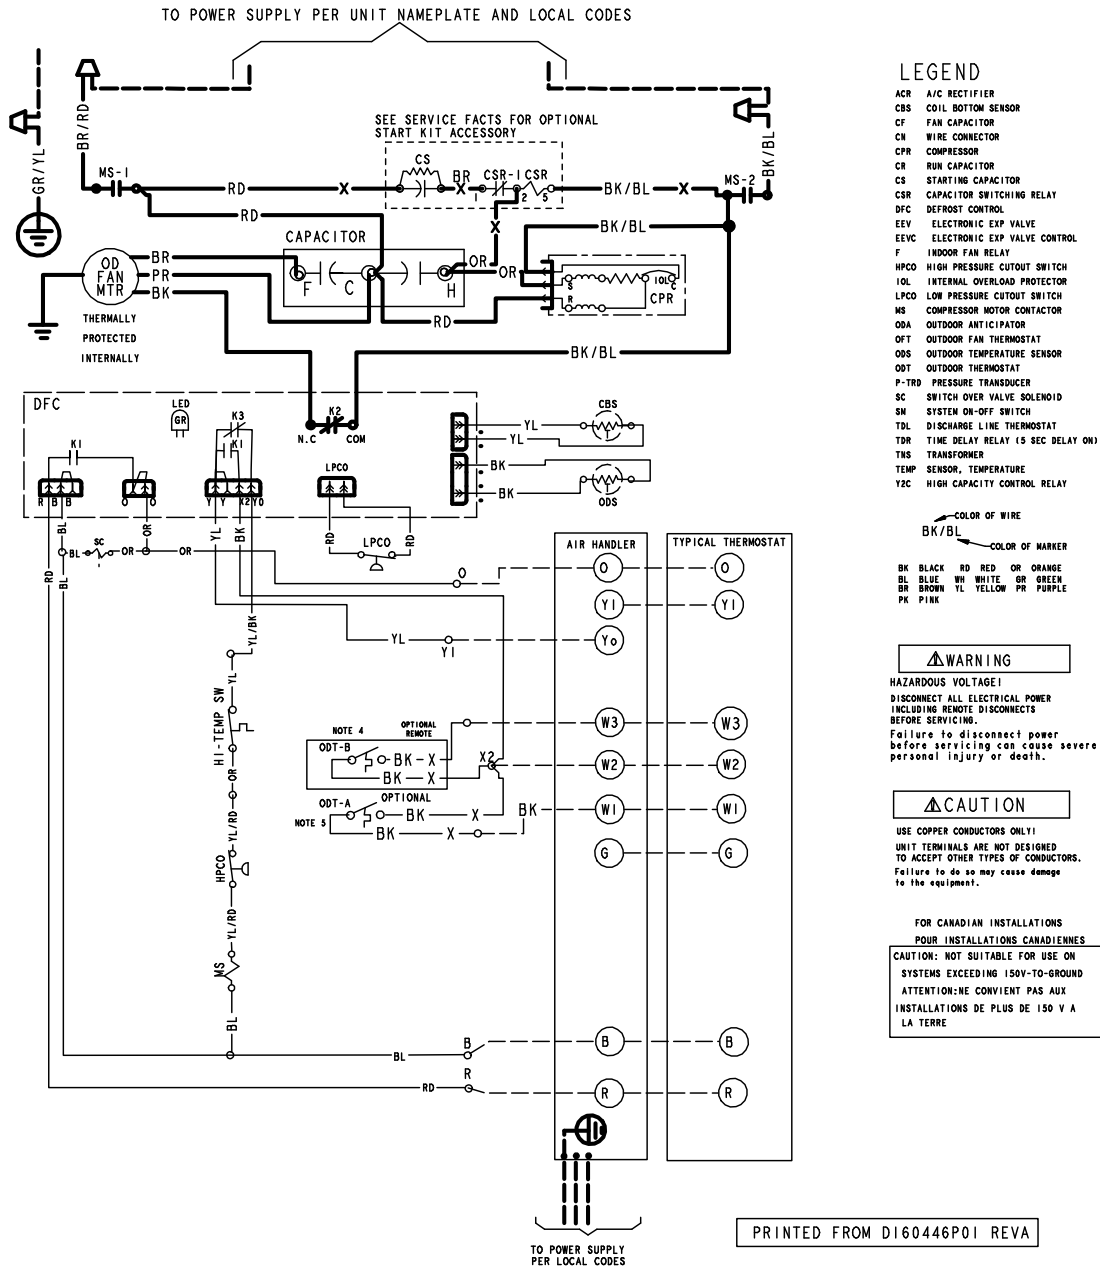 TO POWER SUPPLY PER UNIT NAMEPLATE AND LOCAL CODES
GR/YL
BR/RD
BK/BL
SEE SERVICE FACTS FOR OPTIONAL
START KIT ACCESSORY
CS
BR
CSR-1 CSR
MS-1
RD
X
X
1
2
5
BK/BL
X
MS-2
RD
X
BK/BL
CAPACITOR
OD
FAN
MTR
BR
PR
BK
F
C
H
OR
OR
S
R
IOL
C
CPR
RD
THERMALLY
PROTECTED
INTERNALLY
BK/BL
DFC
LED
GR
K3
K1
K1
K2
N.C
COM
LPCO
R
B
B
O
O
Y
Y
X2
YO
YL
YL
T
CBS
BK
BK
T
ODS
BL
BL
SC
OR
OR
OR
RD
BL
YL
BK
RD
RD
LPCO
YL/BK
O
YL
Y1
AIR HANDLER
O
Y1
Yo
W3
W2
W1
G
B
R
TYPICAL THERMOSTAT
O
Y1
W3
W2
W1
G
B
R
YL
HI-TEMP SW
OR
YL/RD
HPCO
YL/RD
MS
BL
NOTE 4
OPTIONAL
REMOTE
ODT-B
BK
X
BK
X
X2
ODT-A
OPTIONAL
BK
X
NOTE 5
BK
X
BK
BL
B
RD
R
TO POWER SUPPLY
PER LOCAL CODES
LEGEND
ACR A/C RECTIFIER
CBS COIL BOTTOM SENSOR
CF FAN CAPACITOR
CN WIRE CONNECTOR
CPR COMPRESSOR
CR RUN CAPACITOR
CS STARTING CAPACITOR
CSR CAPACITOR SWITCHING RELAY
DFC DEFROST CONTROL
EEV ELECTRONIC EXP VALVE
EEVC ELECTRONIC EXP VALVE CONTROL
F INDOOR FAN RELAY
HPCO HIGH PRESSURE CUTOUT SWITCH
IOL INTERNAL OVERLOAD PROTECTOR
LPCO LOW PRESSURE CUTOUT SWITCH
MS COMPRESSOR MOTOR CONTACTOR
ODA OUTDOOR ANTICIPATOR
OFT OUTDOOR FAN THERMOSTAT
ODS OUTDOOR TEMPERATURE SENSOR
ODT OUTDOOR THERMOSTAT
P-TRD PRESSURE TRANSDUCER
SC SWITCH OVER VALVE SOLENOID
SN SYSTEM ON-OFF SWITCH
TDL DISCHARGE LINE THERMOSTAT
TDR TIME DELAY RELAY (5 SEC DELAY ON)
TNS TRANSFORMER
TEMP SENSOR, TEMPERATURE
Y2C HIGH CAPACITY CONTROL RELAY
COLOR OF WIRE
BK/BL
COLOR OF MARKER
BK BLACK RD RED OR ORANGE
BL BLUE WH WHITE GR GREEN
BR BROWN YL YELLOW PR PURPLE
PK PINK
WARNING
HAZARDOUS VOLTAGE!
DISCONNECT ALL ELECTRICAL POWER
INCLUDING REMOTE DISCONNECTS
BEFORE SERVICING.
Failure to disconnect power
before servicing can cause severe
personal injury or death.
CAUTION
USE COPPER CONDUCTORS ONLY!
UNIT TERMINALS ARE NOT DESIGNED
TO ACCEPT OTHER TYPES OF CONDUCTORS.
Failure to do so may cause damage
to the equipment.
FOR CANADIAN INSTALLATIONS
POUR INSTALLATIONS CANADIENNES
CAUTION: NOT SUITABLE FOR USE ON
SYSTEMS EXCEEDING 150V-TO-GROUND
ATTENTION:NE CONVIENT PAS AUX
INSTALLATIONS DE PLUS DE 150 V A
LA TERRE
PRINTED FROM D160446P01 REVA